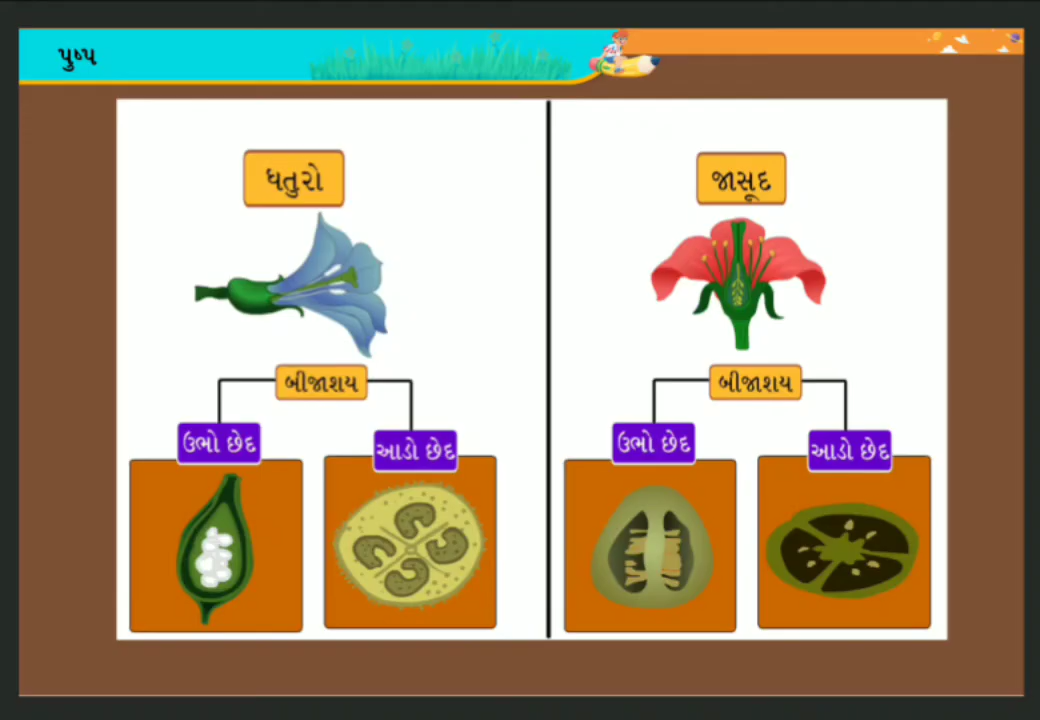 પુષ્પ
ધતુરો
જાસૂદ
બીજાશય
બીજાશય
ઉભો છેદ
આડો છેદ
ઉભો છેદ
આડો છેદ